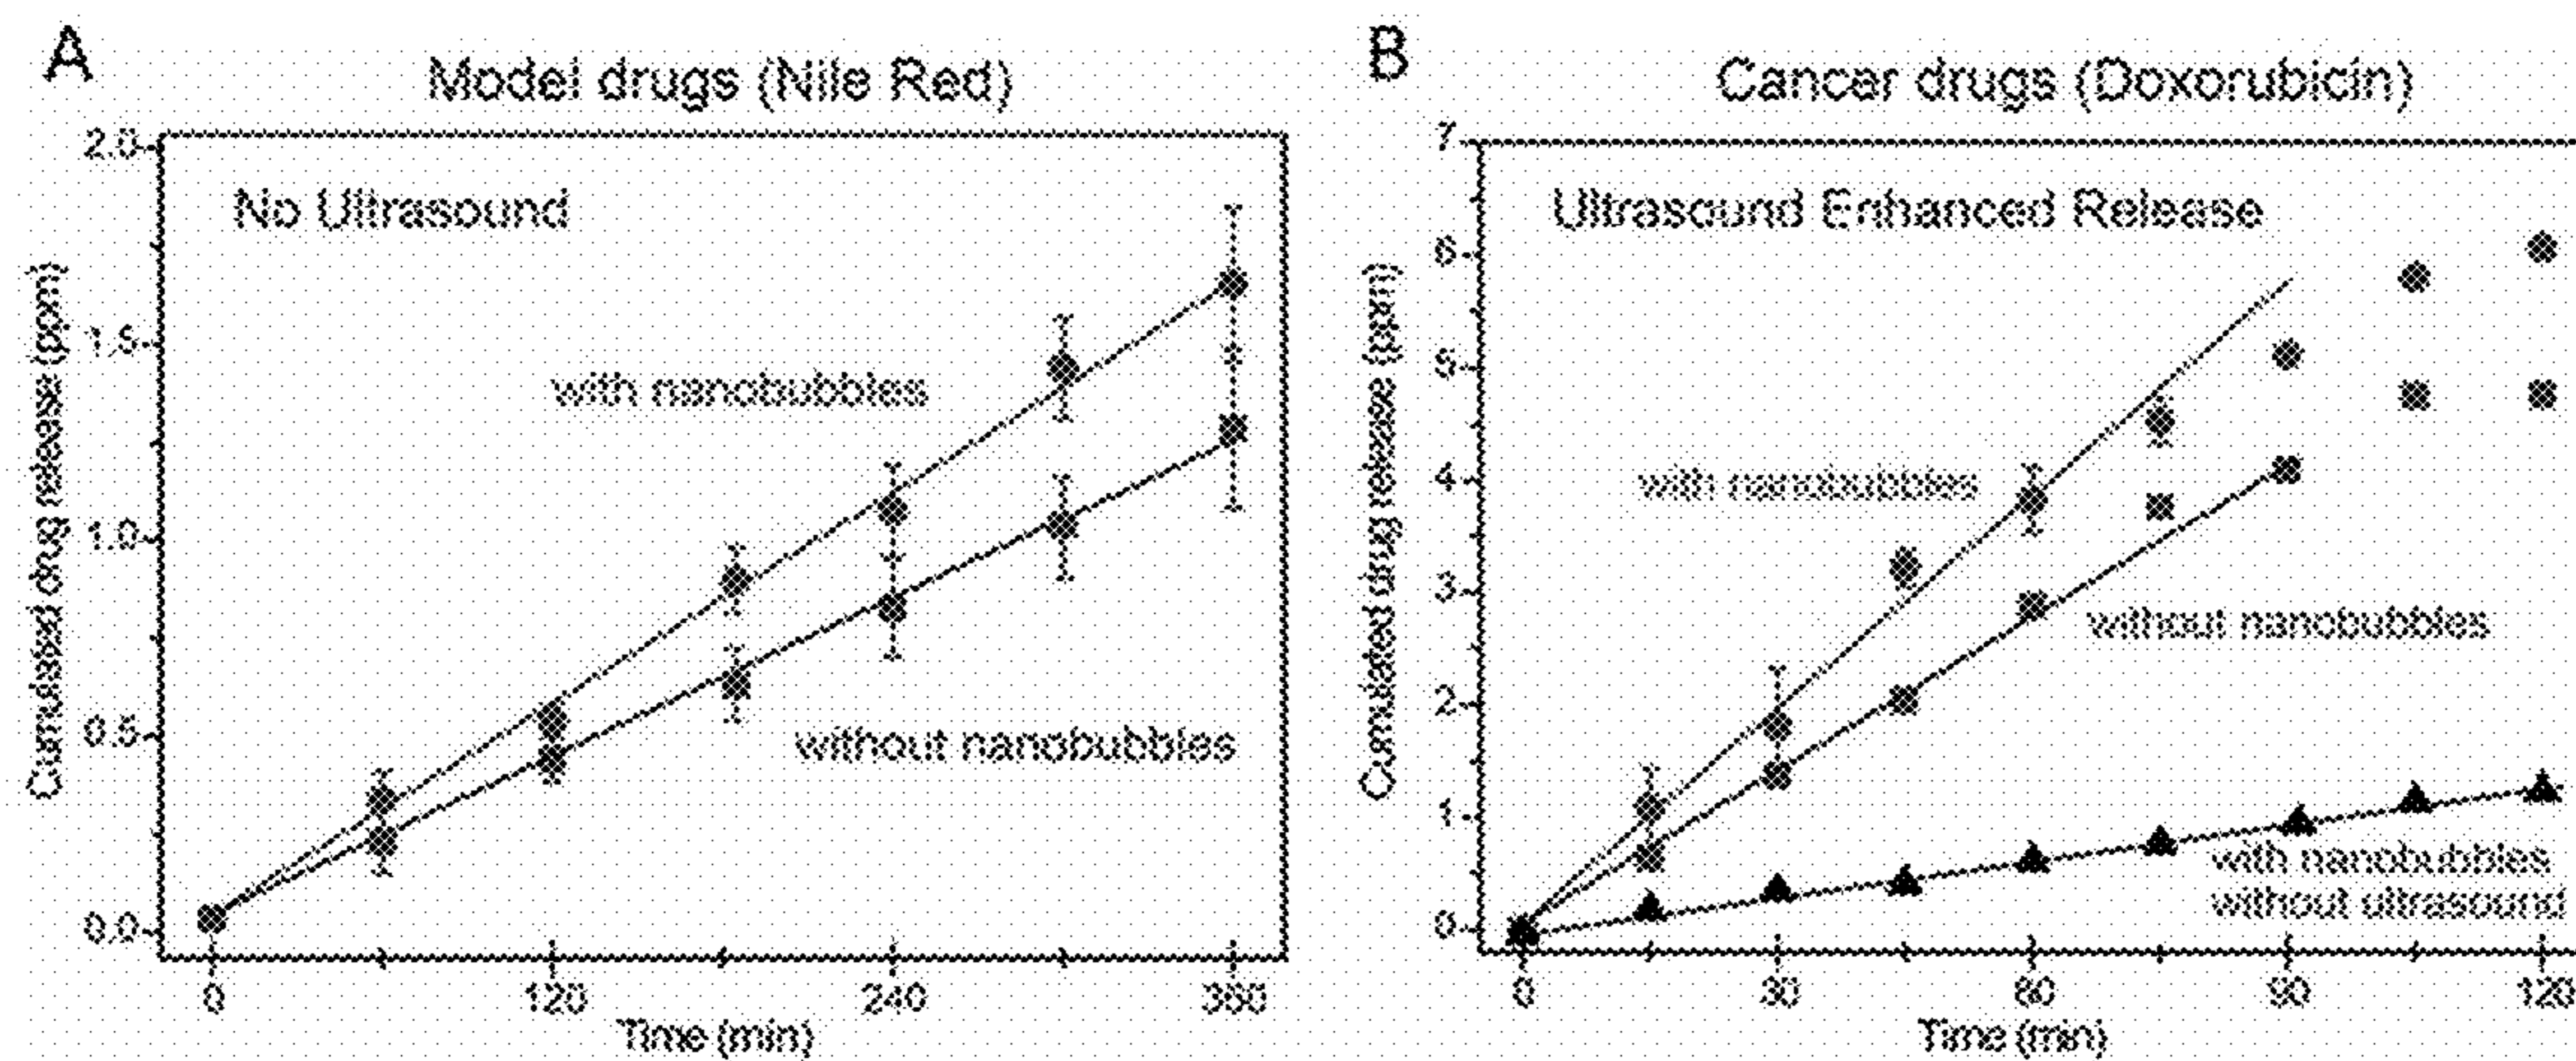 A
Model drugs (Nile Red)
2.0
1.5
1.0
0.5
0.0
Cumulated drug release (ppm)
No Ultrasound
with nanobubbles
without nanobubbles
0 120 240 360
Time (min)
B
Cancer drugs (Doxorubicin)
7
6
5
4
3
2
1
0
Cumulated drug release (ppm)
Ultrasound Enhanced Release
with nanobubbles
without nanobubbles
with nanobubbles
without ultrasound
0 30 60 90 120
Time (min)